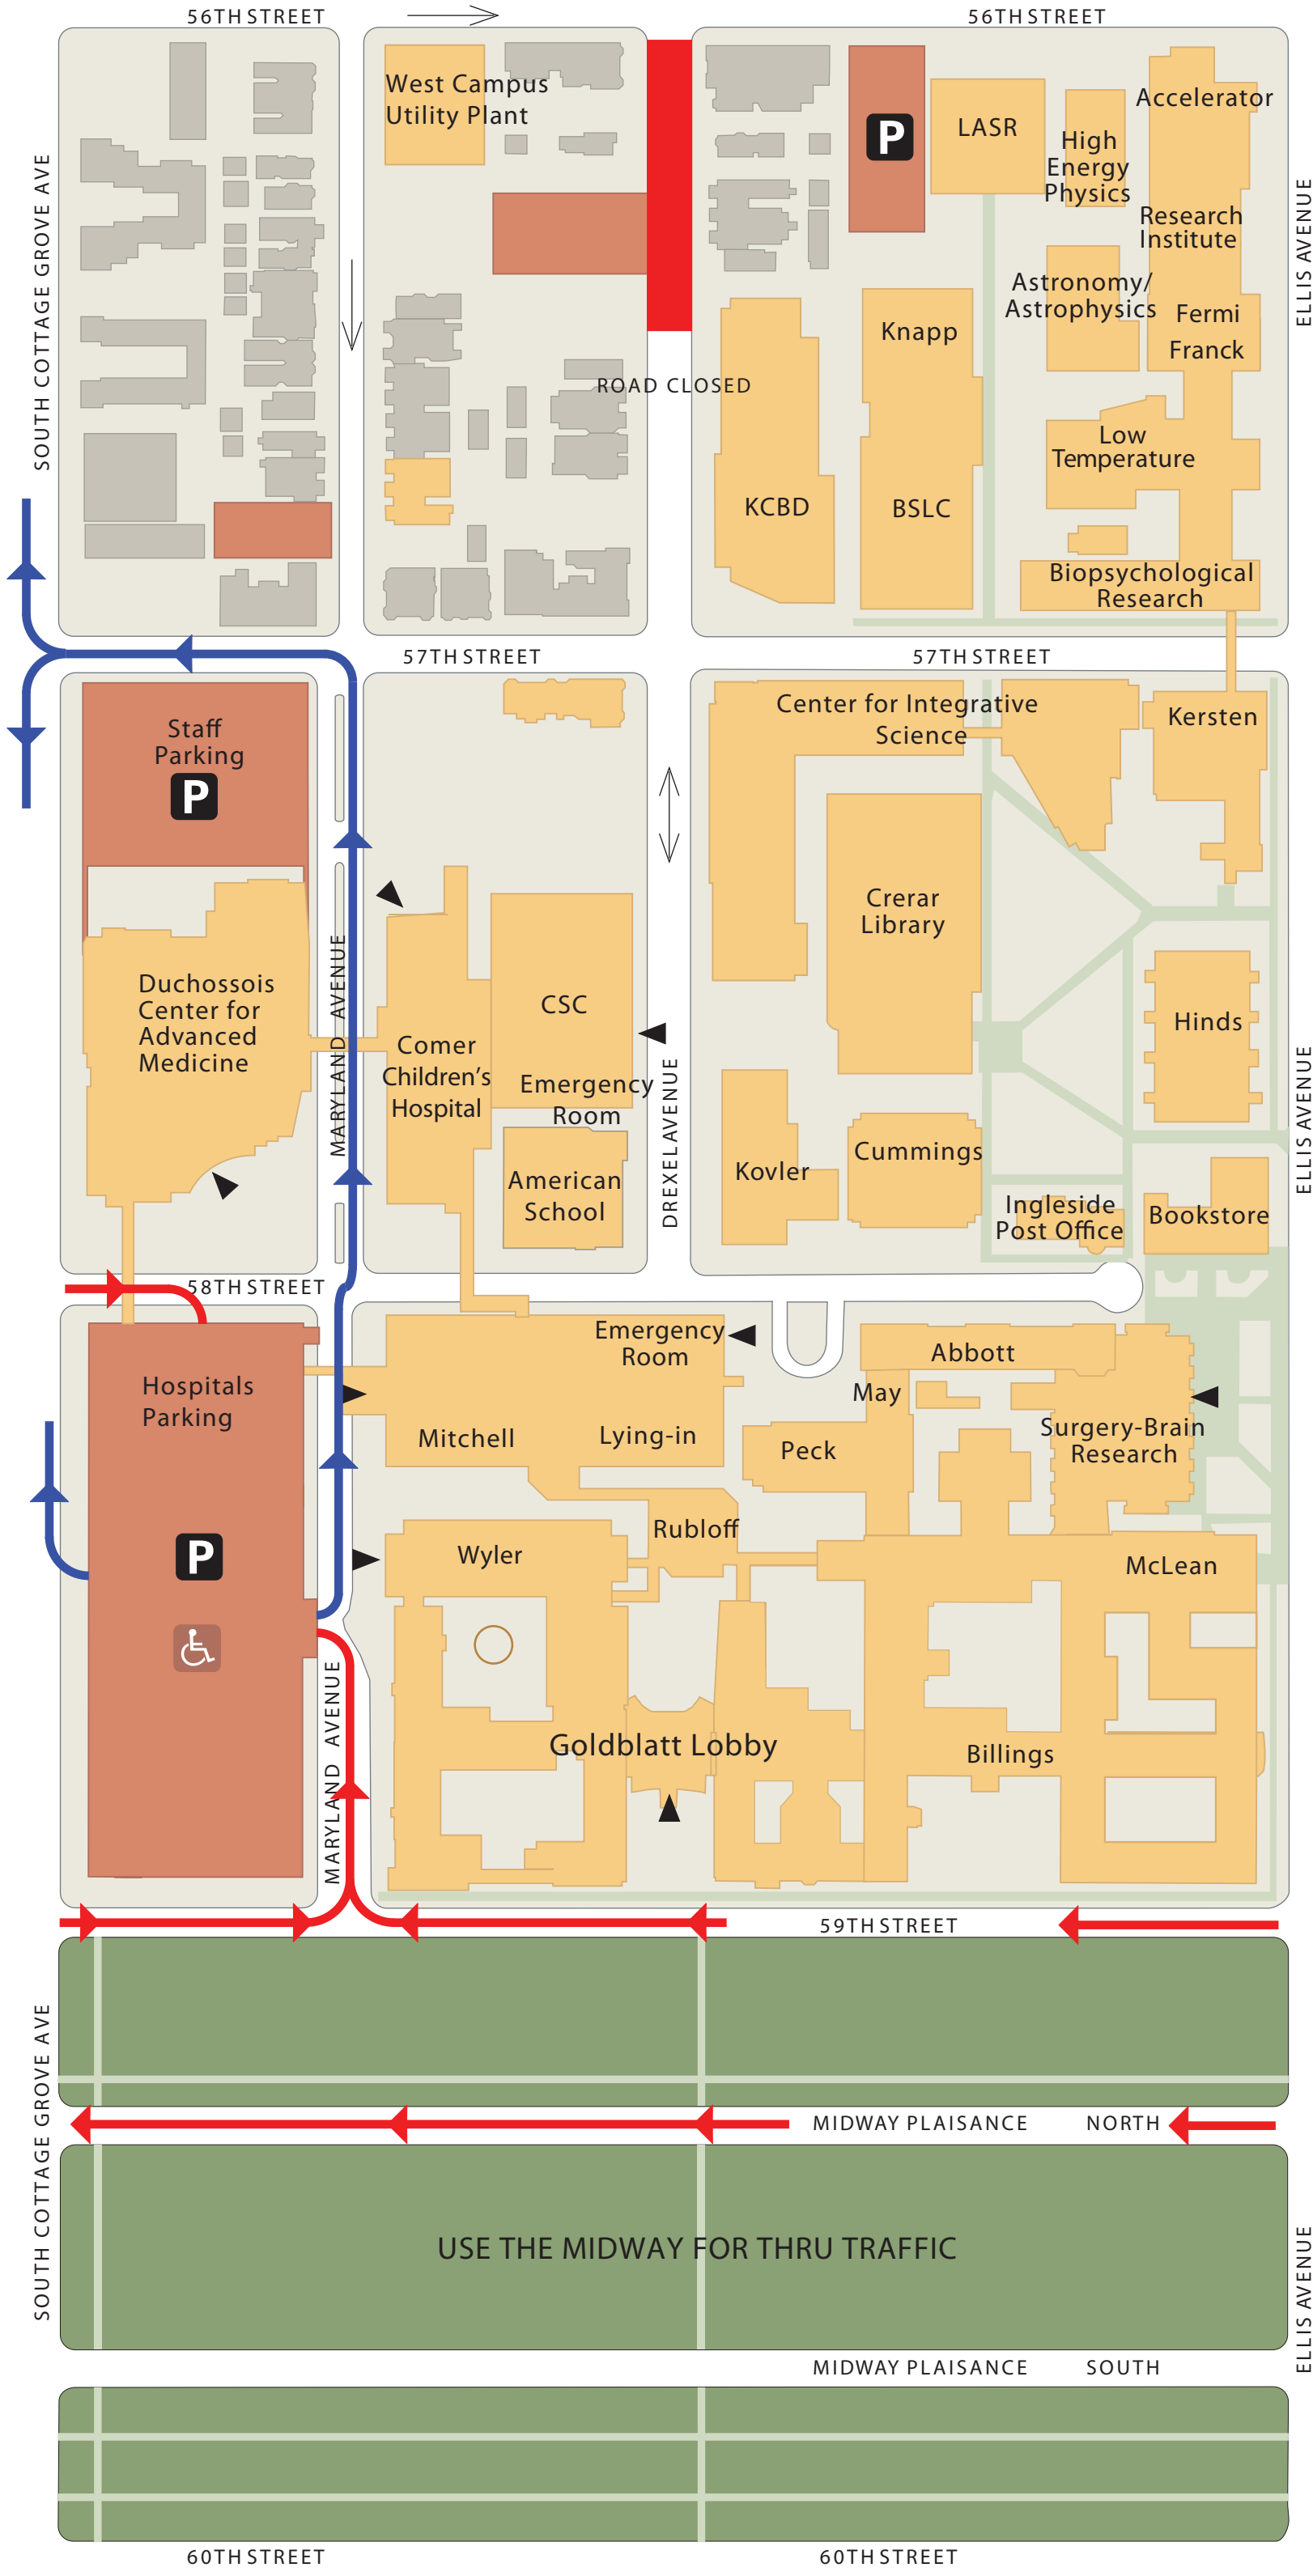 56TH STREET
56TH STREET
West Campus
Utility Plant
P
LASR
Accelerator
High
Energy
Physics
Research
Institute
SOUTH COTTAGE GROVE AVE
ELLIS AVENUE
Astronomy/
Astrophysics
Fermi
Franck
Knapp
ROAD CLOSED
Low
Temperature
KCBD
BSLC
Biopsychological
Research
57TH STREET
57TH STREET
Staff
Parking
P
Center for Integrative
Science
Kersten
Crerar
Library
Duchossois
Center for
Advanced
Medicine
MARYLAND AVENUE
CSC
Comer
Children's
Hospital
Emergency
Room
DREXEL AVENUE
Hinds
ELLIS AVENUE
American
School
Kovler
Cummings
Ingleside
Post Office
Bookstore
58TH STREET
Hospitals
Parking
Emergency
Room
Abbott
May
Mitchell
Lying-in
Peck
Surgery-Brain
Research
P
Rubloff
Wyler
McLean
MARYLAND AVENUE
Goldblatt Lobby
Billings
59TH STREET
SOUTH COTTAGE GROVE AVE
MIDWAY PLAISANCE NORTH
USE THE MIDWAY FOR THRU TRAFFIC
ELLIS AVENUE
MIDWAY PLAISANCE SOUTH
60TH STREET
60TH STREET